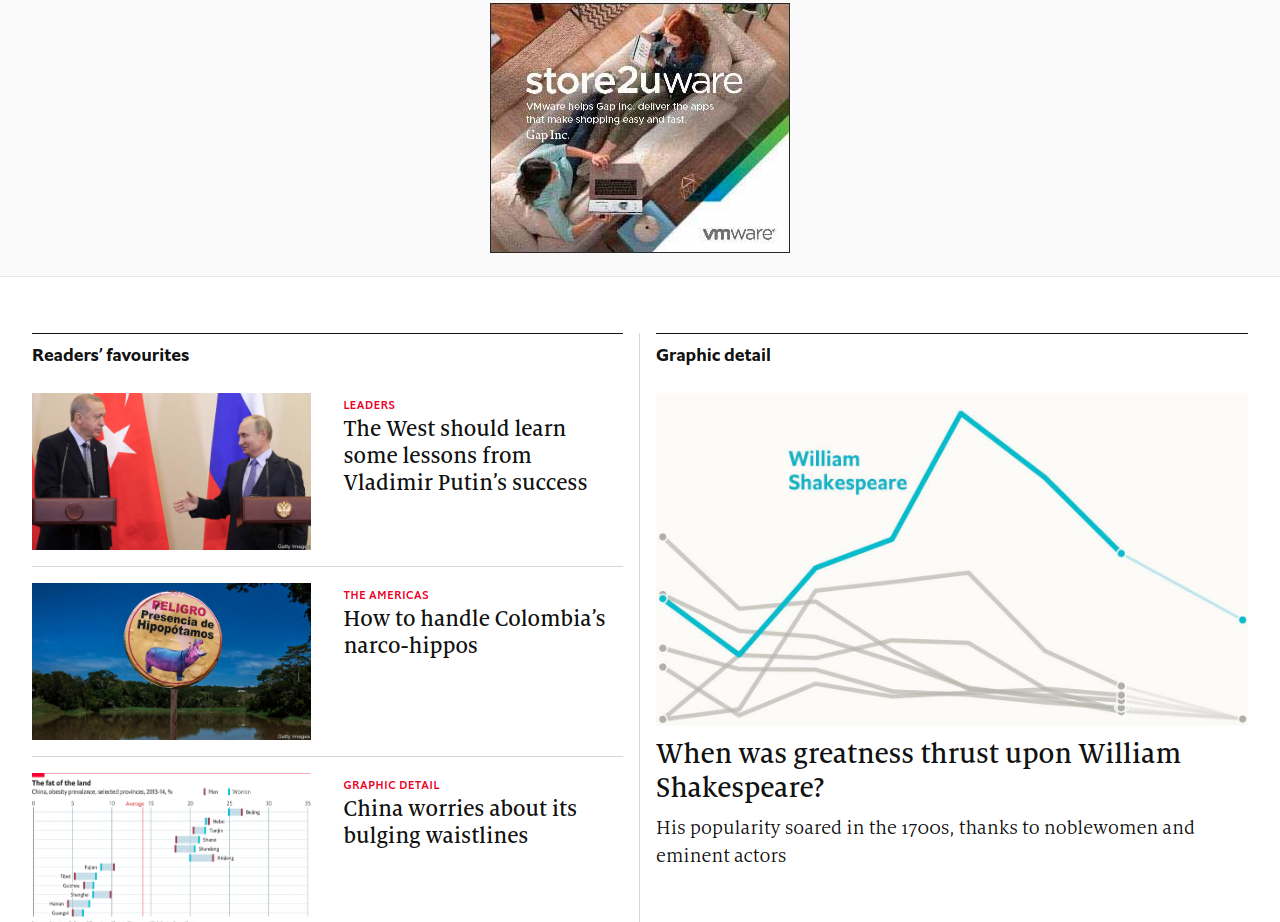 store2uware
VMware helps Gap Inc. deliver the apps
that make shopping easy and fast.
Gap Inc.
vmware
Readers’ favourites
LEADERS
The West should learn
some lessons from
Vladimir Putin’s success
Getty Images
PELIGRO
Presencia de
Hipopótamos
Getty Images
THE AMERICAS
How to handle Colombia’s
narco-hippos
The fat of the land
China, obesity prevalence, selected provinces, 2013-14, %
Men Women
0 5 10 Average 15 20 25 30 35
Beijing
Hebei
Tianjin
Shanxi
Shandong
Xinjiang
Fujian
Tibet
Guizhou
Shanghai
Hainan
Guangxi
GRAPHIC DETAIL
China worries about its
bulging waistlines
Graphic detail
William
Shakespeare
When was greatness thrust upon William
Shakespeare?
His popularity soared in the 1700s, thanks to noblewomen and
eminent actors